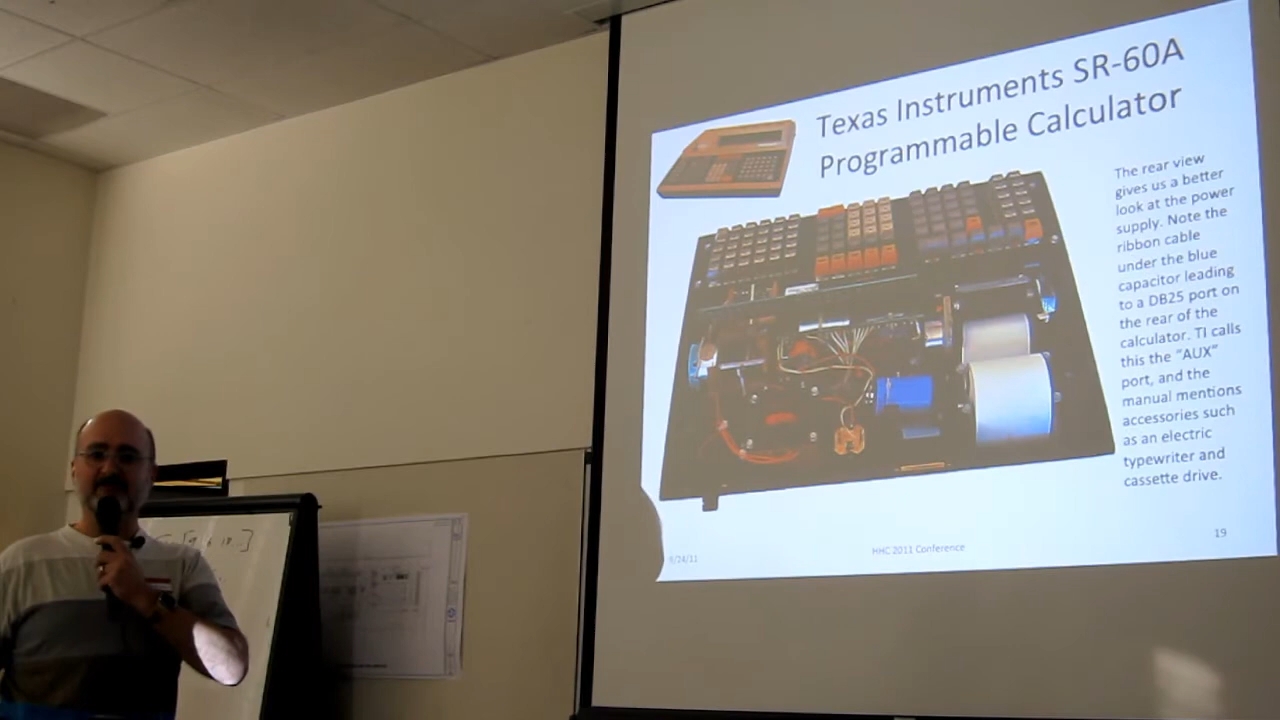 Texas Instruments SR-60A
Programmable Calculator
The rear view
gives us a better
look at the power
supply. Note the
ribbon cable
under the blue
capacitor leading
to a DB25 port on
the rear of the
calculator. TI calls
this the “AUX”
port, and the
manual mentions
accessories such
as an electric
typewriter and
cassette drive.
9/24/11
HHC 2011 Conference
19